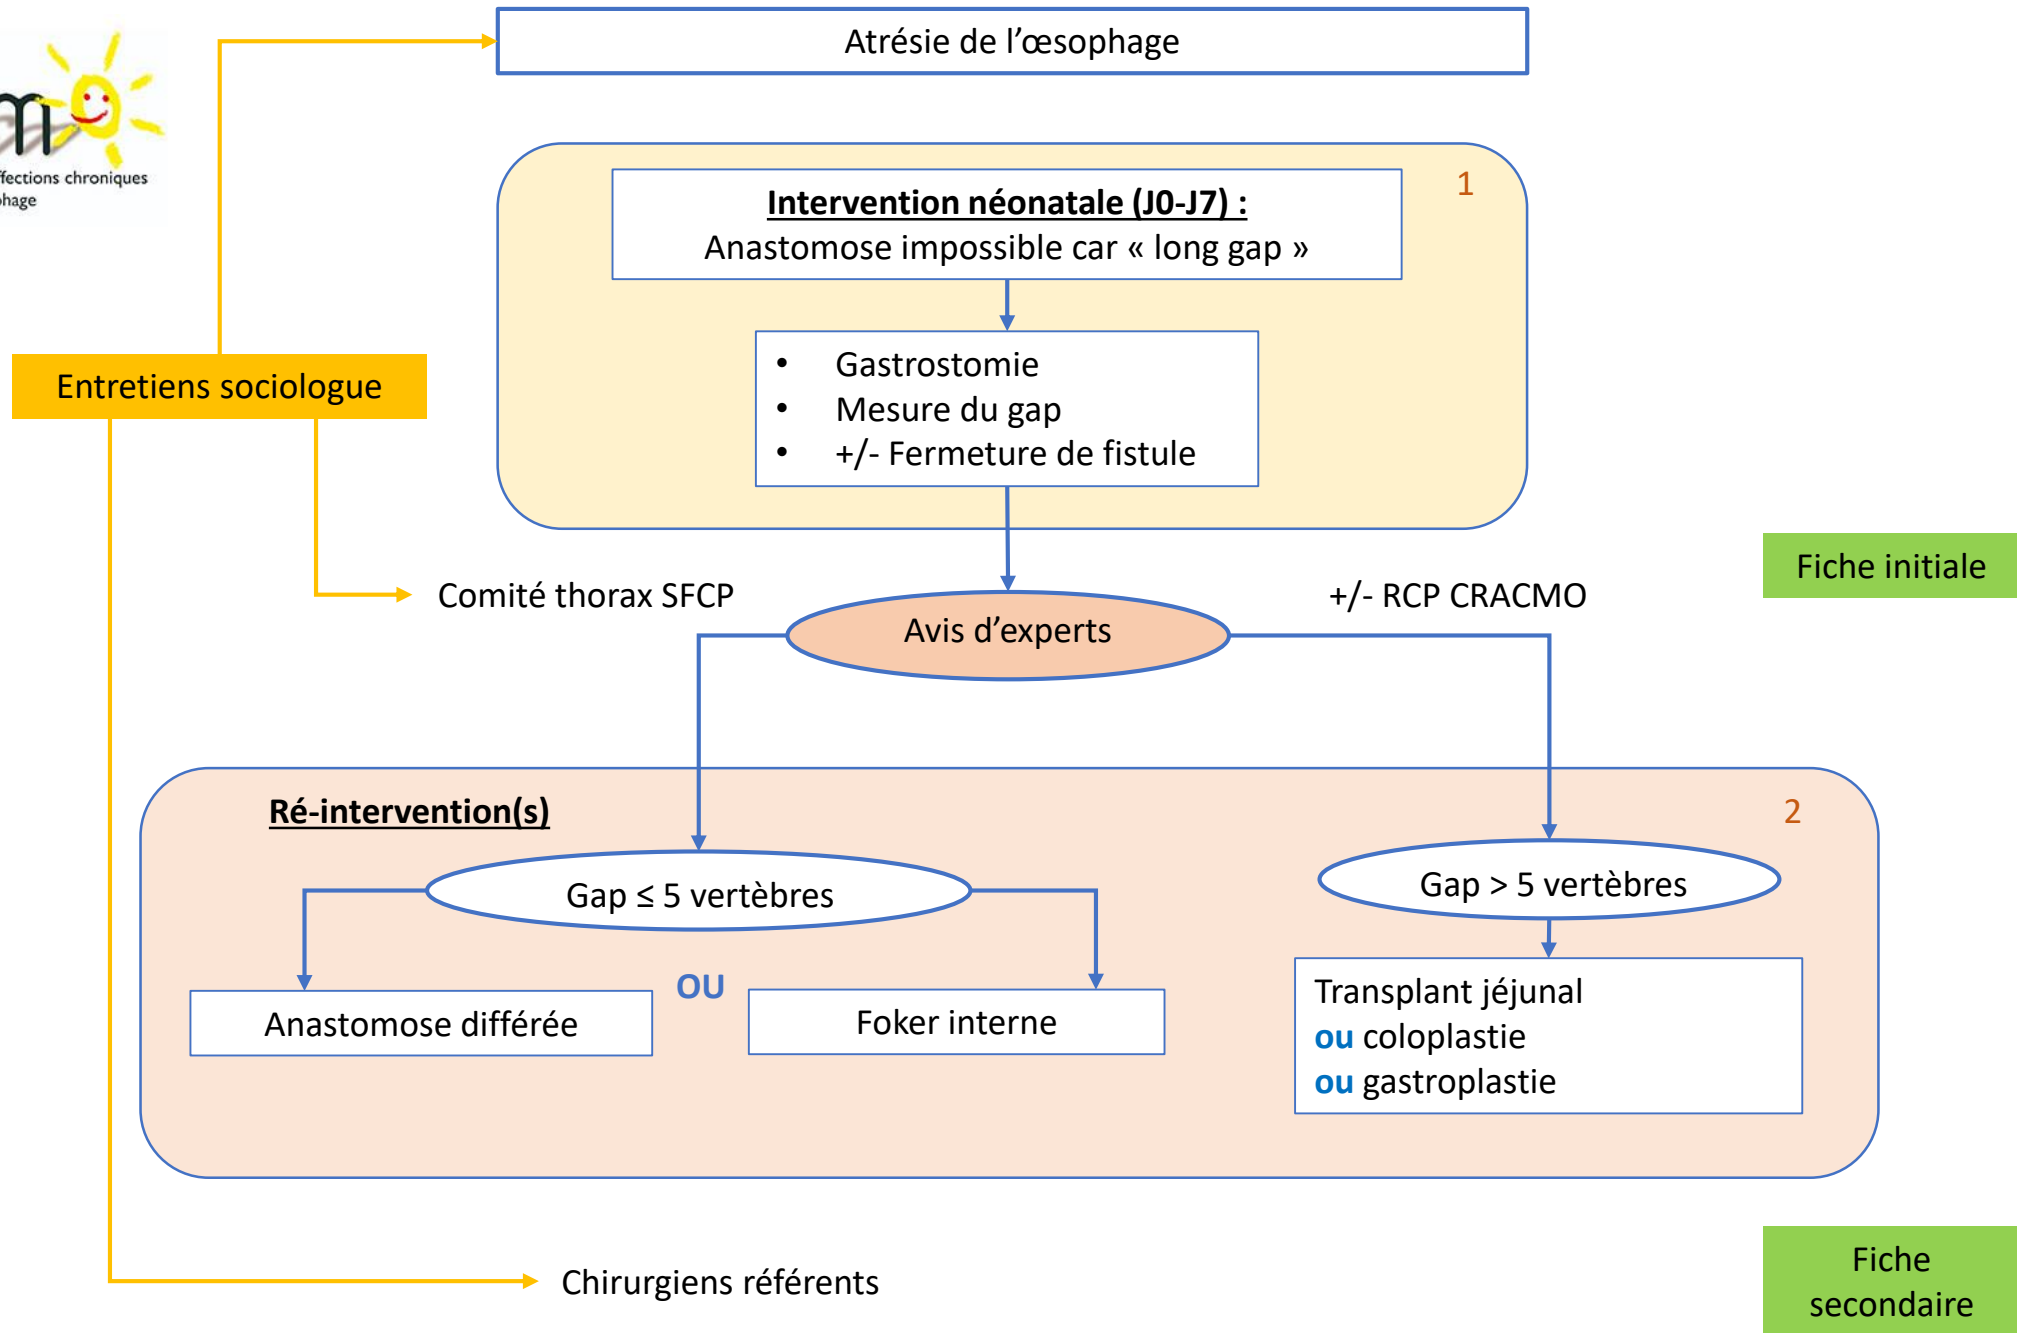 Atrésie de l'œsophage
chroniques
Intervention néonatale (J0-J7) :
Anastomose impossible car « long gap »
1
• Gastrostomie
• Mesure du gap
• +/- Fermeture de fistule
Entretiens sociologue
Fiche initiale
Comité thorax SFCP
+/- RCP CRACMO
Avis d'experts
Ré-intervention(s)
2
Gap ≤ 5 vertèbres
Gap > 5 vertèbres
Anastomose différée
OU
Foker interne
Transplant jéjunal
ou coloplastie
ou gastroplastie
Chirurgiens référents
Fiche
secondaire